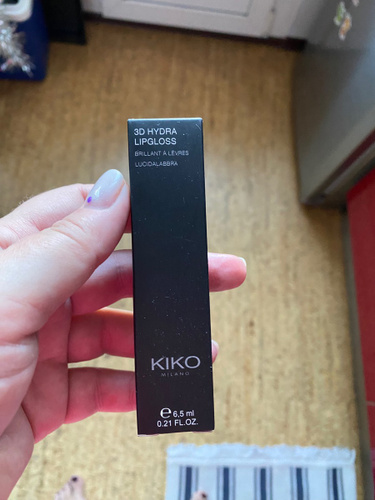 3D HYDRA
LIPGLOSS
BRILLANT À LÈVRES
LUCIDALABBRA
KIKO
MILANO
℮ 6,5 ml
0.21 FL.OZ.